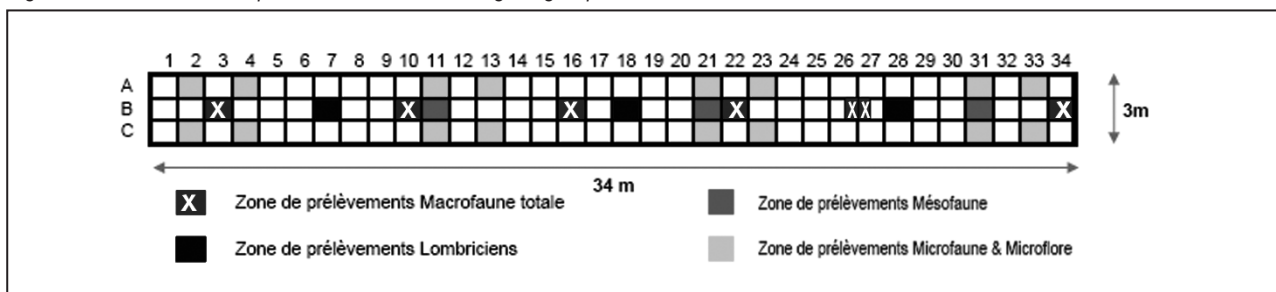 1 2 3 4 5 6 7 8 9 10 11 12 13 14 15 16 17 18 19 20 21 22 23 24 25 26 27 28 29 30 31 32 33 34
A
B X X X X X X X
C
3m
34 m
X Zone de prélèvements Macrofaune totale
Zone de prélèvements Mésofaune
Zone de prélèvements Lombriciens
Zone de prélèvements Microfaune & Microflore